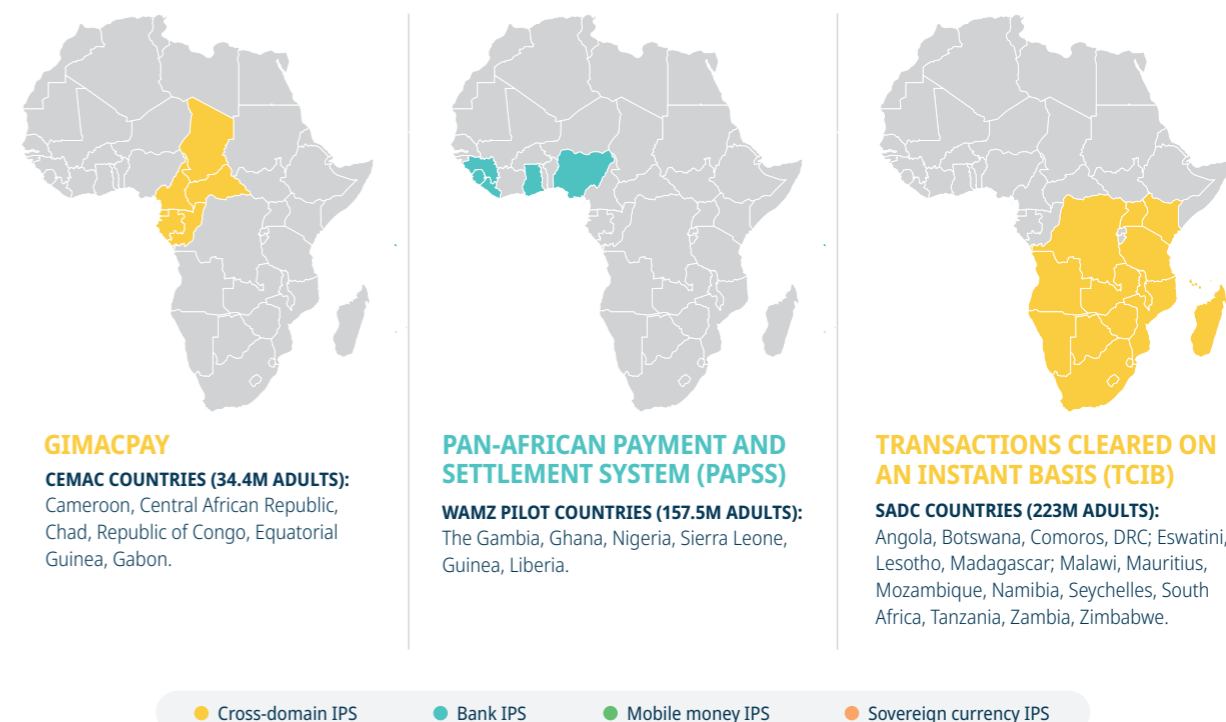 GIMACPAY
CEMAC COUNTRIES (34.4M ADULTS):
Cameroon, Central African Republic,
Chad, Republic of Congo, Equatorial
Guinea, Gabon.
PAN-AFRICAN PAYMENT AND
SETTLEMENT SYSTEM (PAPSS)
WAMZ PILOT COUNTRIES (157.5M ADULTS):
The Gambia, Ghana, Nigeria, Sierra Leone,
Guinea, Liberia.
TRANSACTIONS CLEARED ON
AN INSTANT BASIS (TCIB)
SADC COUNTRIES (223M ADULTS):
Angola, Botswana, Comoros, DRC; Eswatini,
Lesotho, Madagascar; Malawi, Mauritius,
Mozambique, Namibia, Seychelles, South
Africa, Tanzania, Zambia, Zimbabwe.
Cross-domain IPS
Bank IPS
Mobile money IPS
Sovereign currency IPS